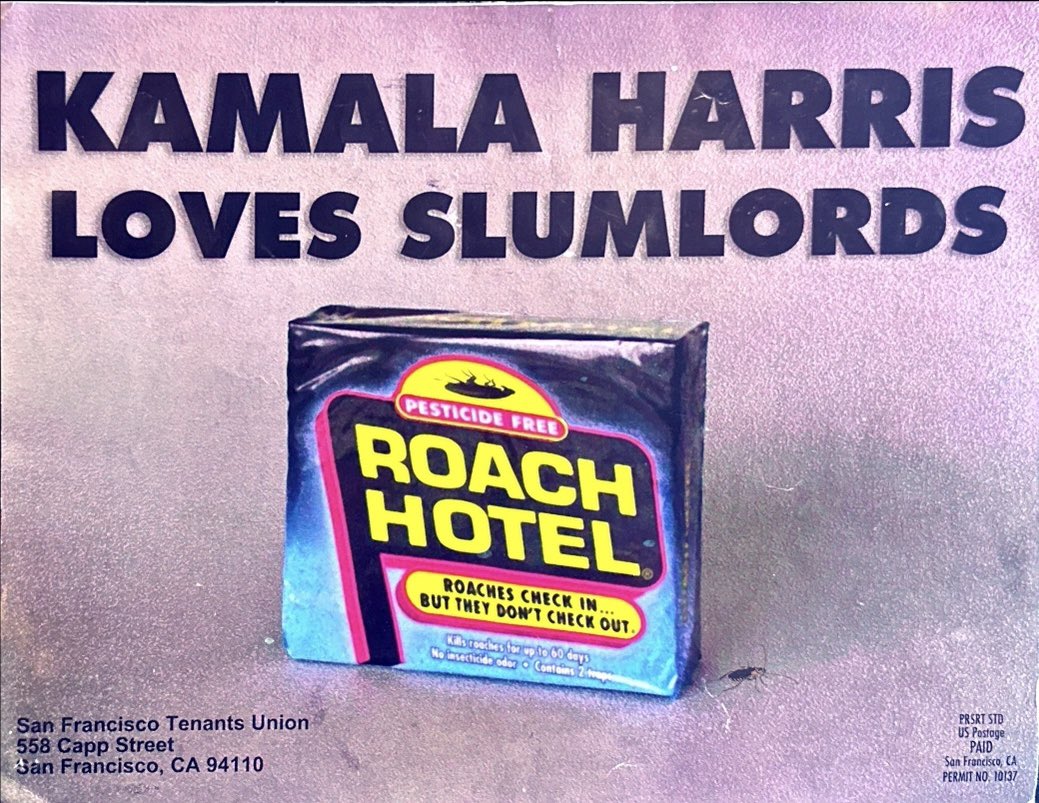 KAMALA HARRIS
LOVES SLUMLORDS
PESTICIDE FREE
ROACH
HOTEL®
ROACHES CHECK IN...
BUT THEY DON'T CHECK OUT.
Kills roaches for up to 60 days
No insecticide odor • Contains 2 traps
San Francisco Tenants Union
558 Capp Street
San Francisco, CA 94110
PRSRT STD
US Postage
PAID
San Francisco, CA
PERMIT NO. 10137